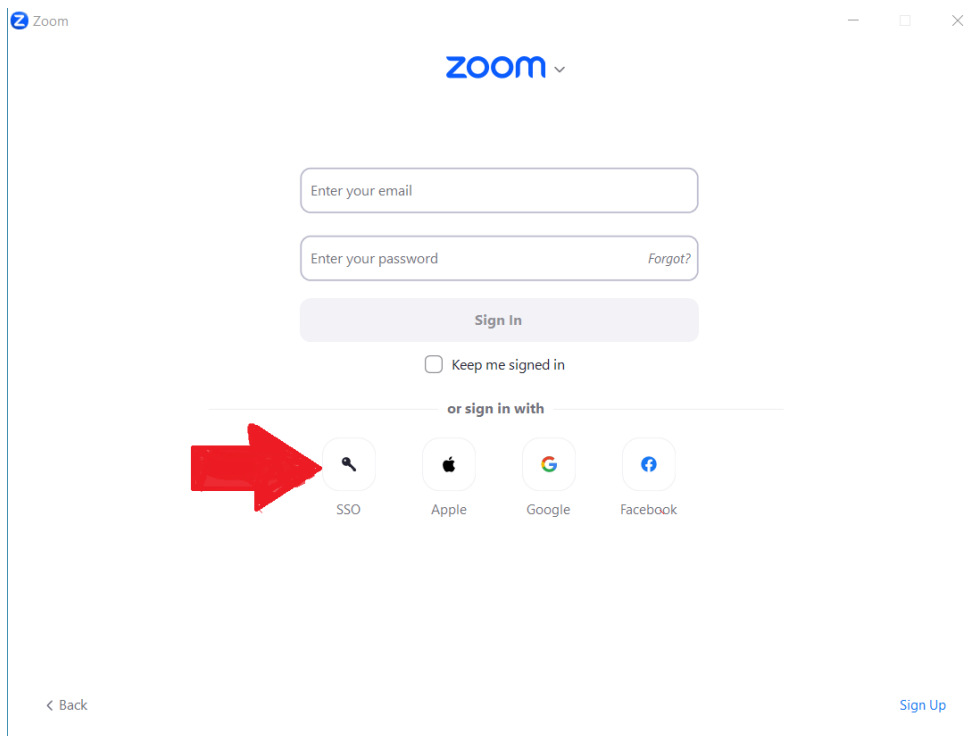 Zoom
zoom
Enter your email
Enter your password Forgot?
Sign In
Keep me signed in
or sign in with
SSO Apple Google Facebook
Back Sign Up